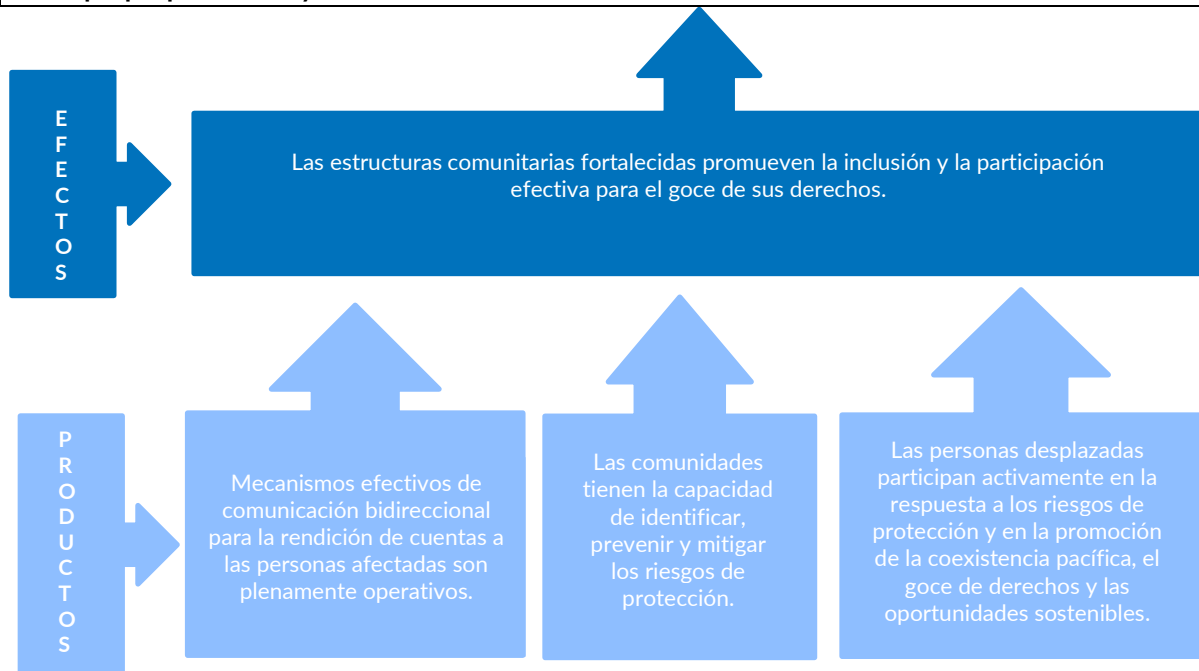 EFECTOS
Las estructuras comunitarias fortalecidas promueven la inclusión y la participación
efectiva para el goce de sus derechos.
PRODUCTOS
Mecanismos efectivos de
comunicación bidireccional
para la rendición de cuentas a
las personas afectadas son
plenamente operativos.
Las comunidades
tienen la capacidad
de identificar,
prevenir y mitigar
los riesgos de
protección.
Las personas desplazadas
participan activamente en la
respuesta a los riesgos de
protección y en la promoción
de la coexistencia pacífica, el
goce de derechos y las
oportunidades sostenibles.